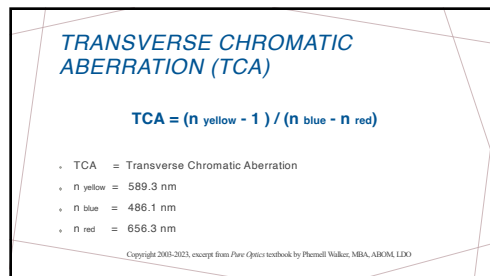 TRANSVERSE CHROMATIC
ABERRATION (TCA)
TCA = (n yellow - 1 ) / (n blue - n red)
TCA = Transverse Chromatic Aberration
n yellow = 589.3 nm
n blue = 486.1 nm
n red = 656.3 nm
Copyright 2003-2023, excerpt from Pure Optics textbook by Phernell Walker, MBA, ABOM, LDO